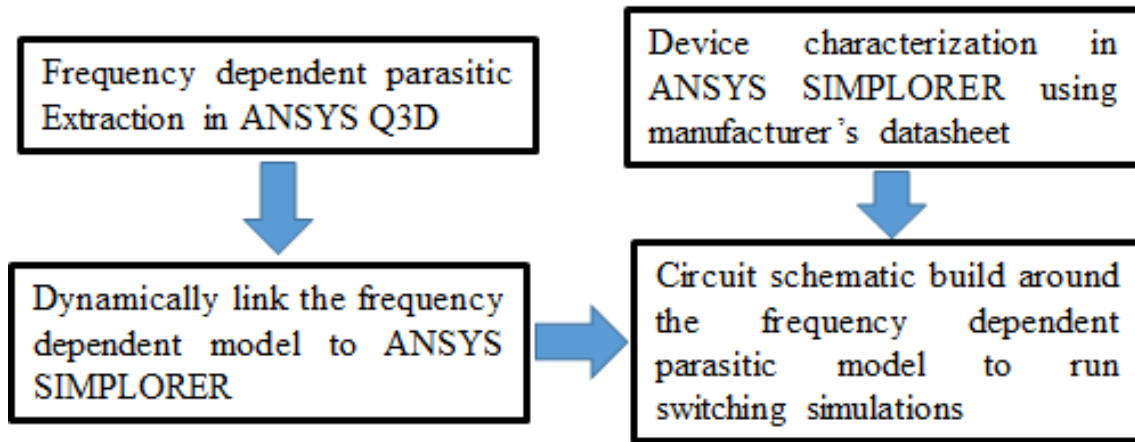 Frequency dependent parasitic
Extraction in ANSYS Q3D
Device characterization in
ANSYS SIMPLORER using
manufacturer's datasheet
Dynamically link the frequency
dependent model to ANSYS
SIMPLORER
Circuit schematic build around
the frequency dependent
parasitic model to run
switching simulations